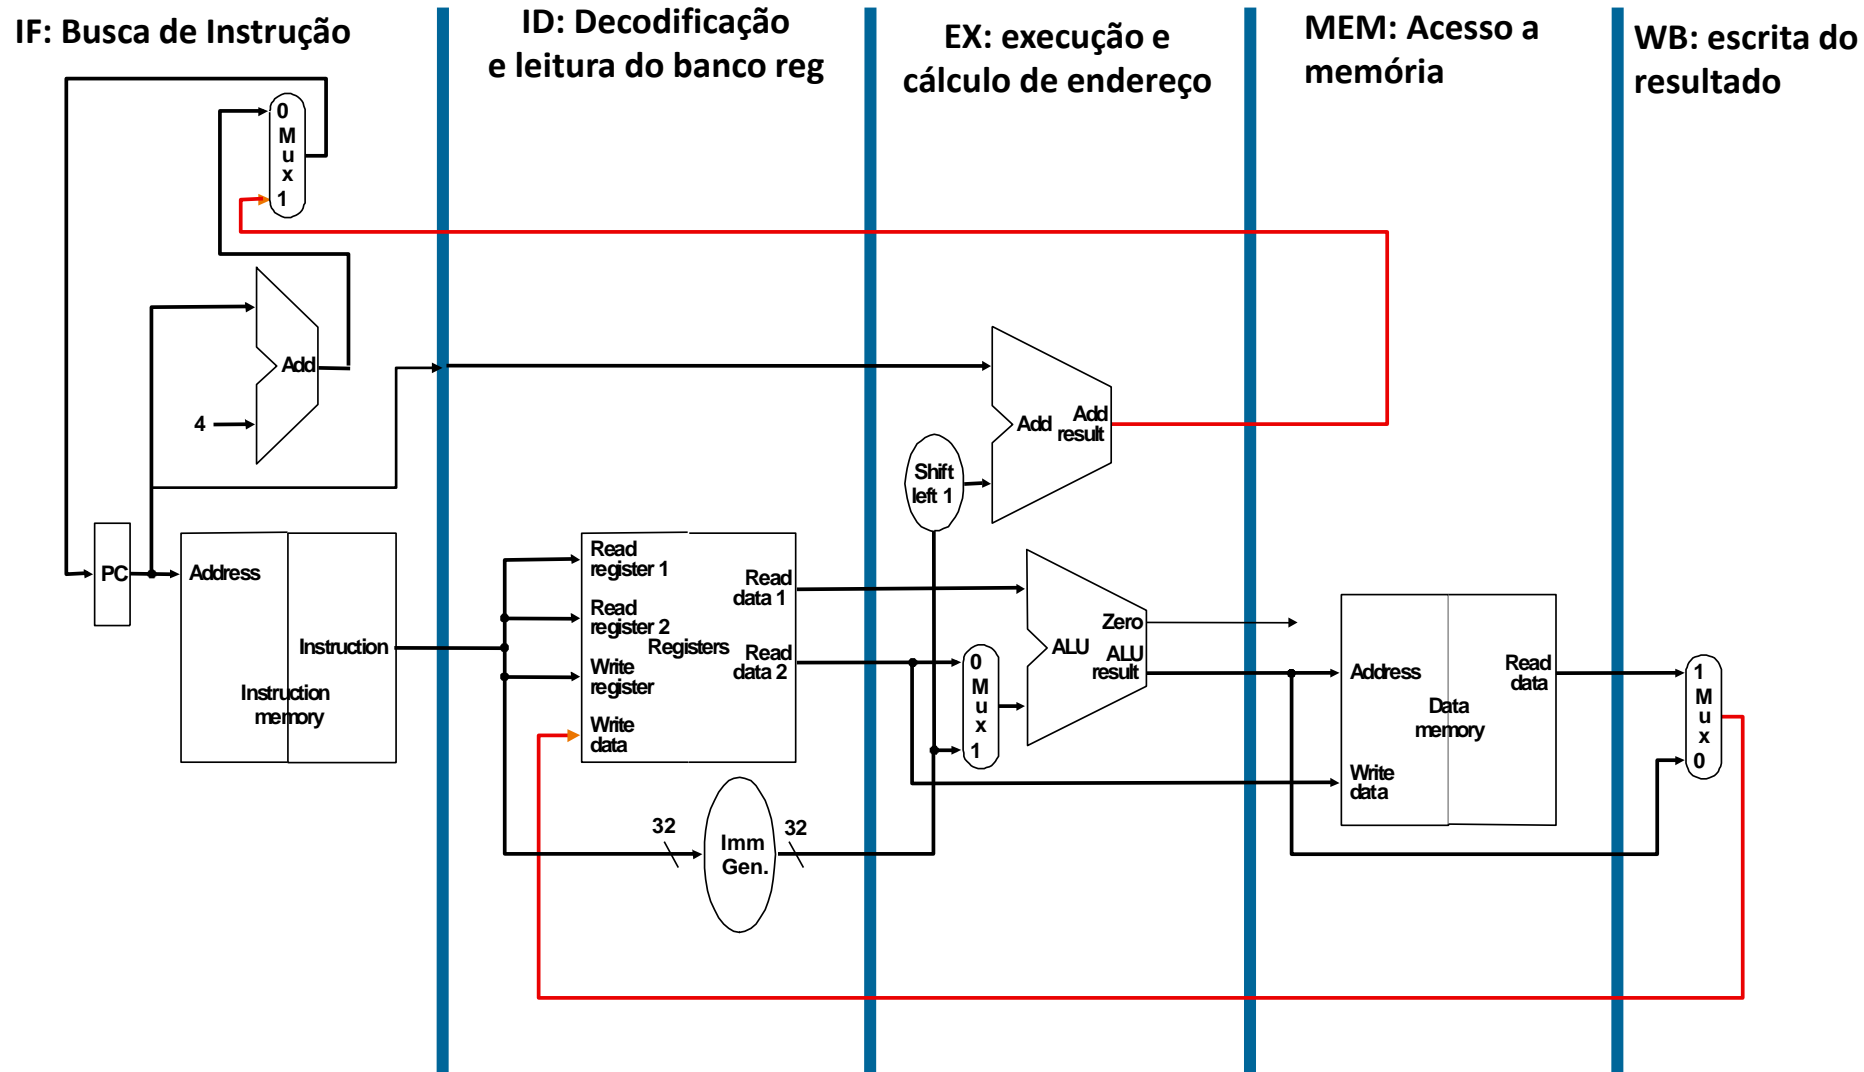 IF: Busca de Instrução
ID: Decodificação
e leitura do banco reg
EX: execução e
cálculo de endereço
MEM: Acesso a
memória
WB: escrita do
resultado
0
M
u
x
1
Add
4
Add
Add
result
Shift
left 1
PC
Address
Instruction
Instruction
memory
Read
register 1
Read
register 2
Write
register
Write
data
Registers
Read
data 1
Read
data 2
0
M
u
x
1
Zero
ALU
ALU
result
Address
Read
data
Data
memory
Write
data
1
M
u
x
0
32
Imm
Gen.
32